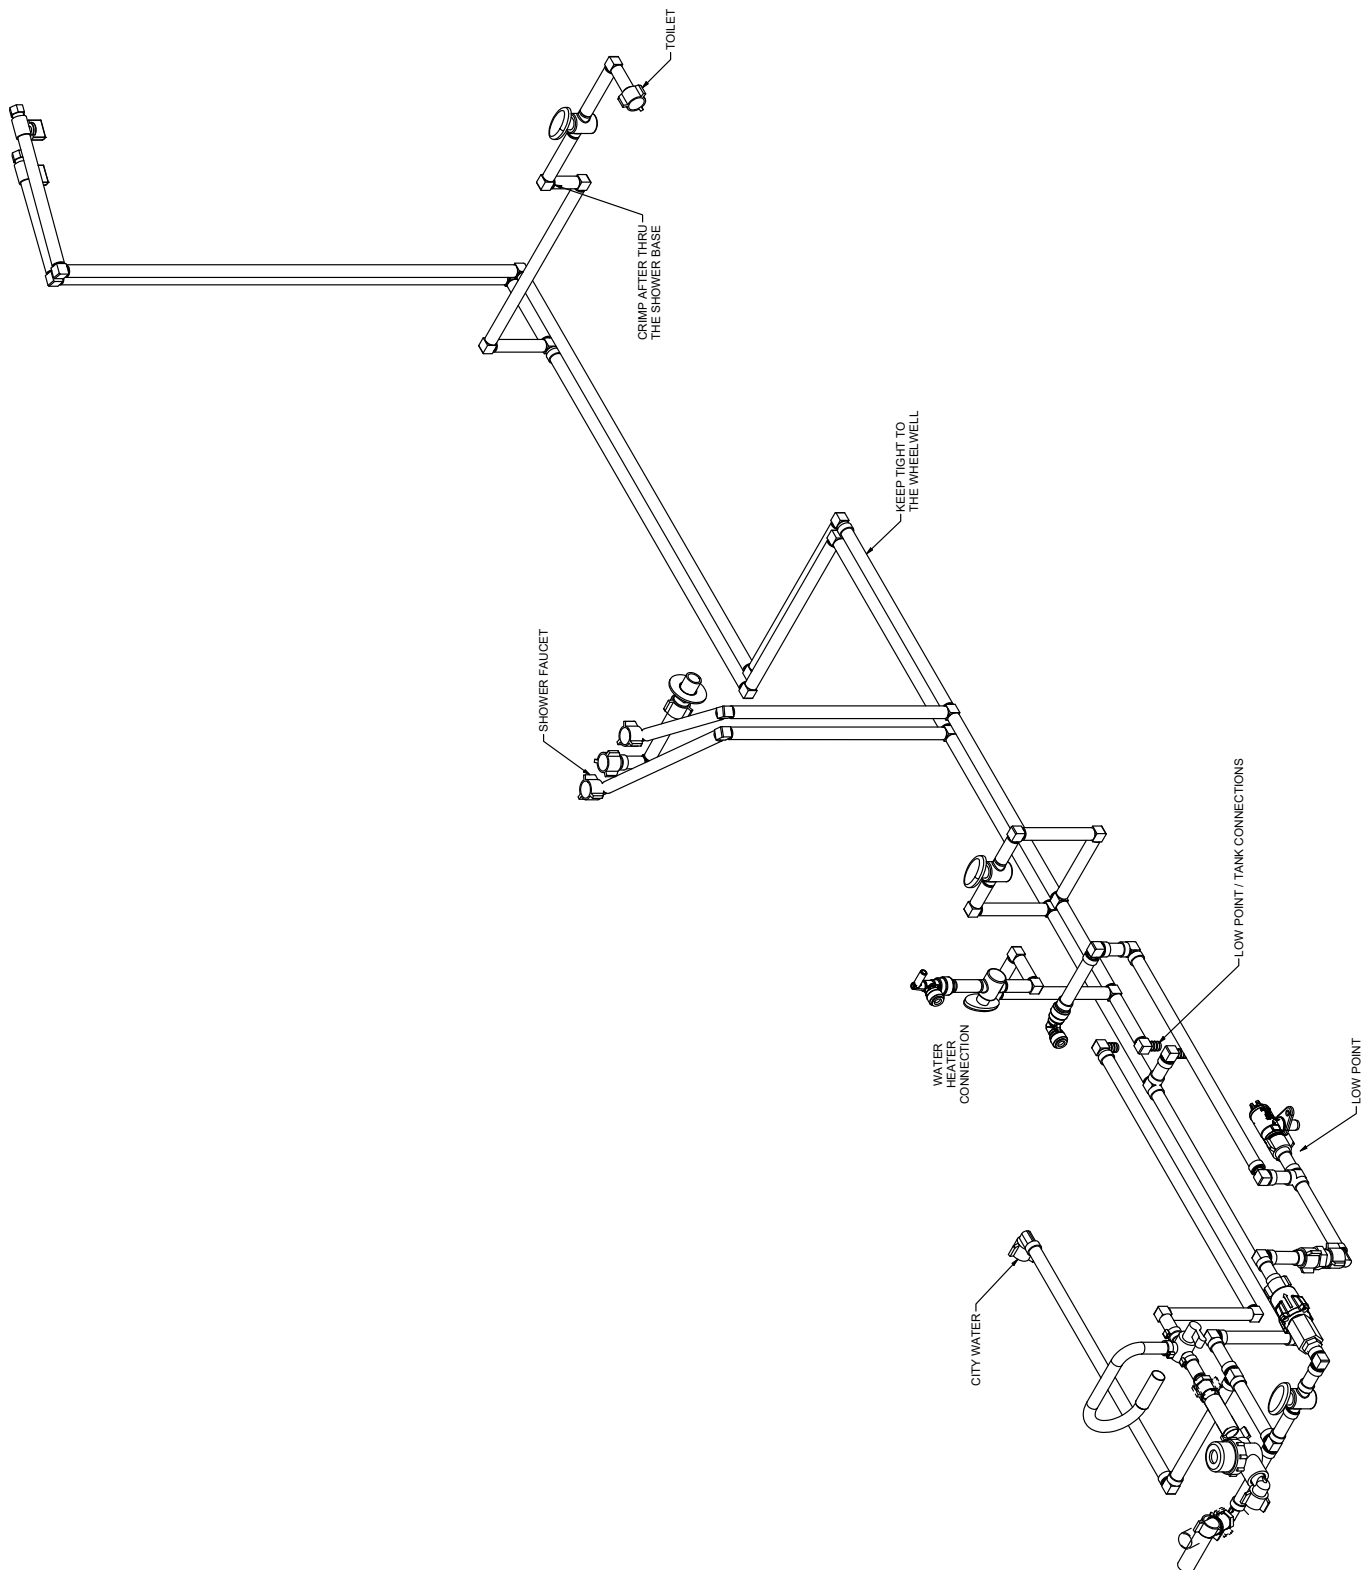 TOILET
CRIMP AFTER THRU
THE SHOWER BASE
KEEP TIGHT TO
THE WHEELWELL
SHOWER FAUCET
LOW POINT / TANK CONNECTIONS
WATER
HEATER
CONNECTION
LOW POINT
CITY WATER